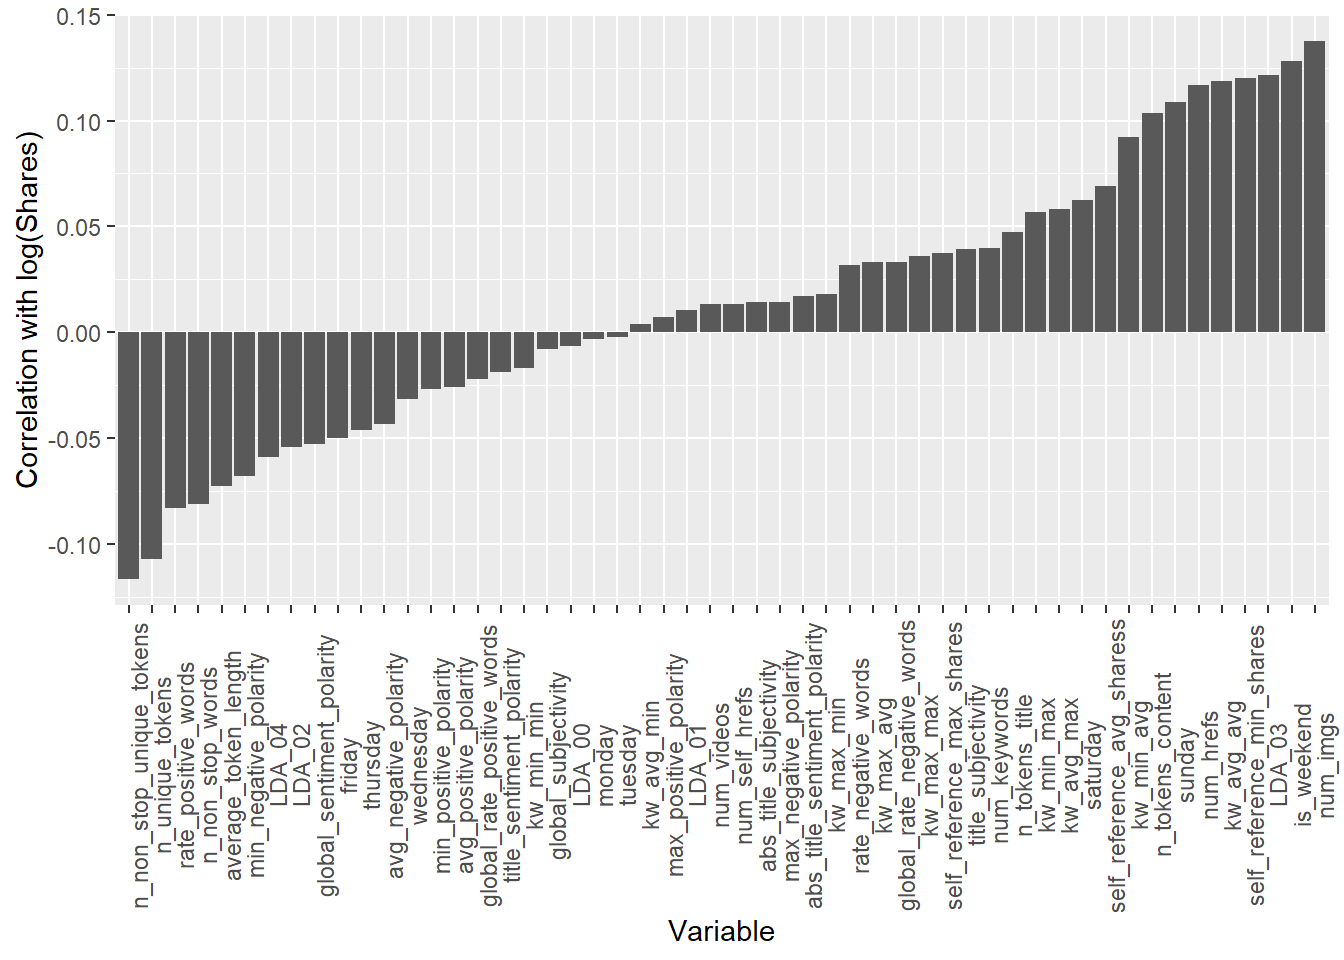 Correlation with log(Shares)
0.15
0.10
0.05
0.00
-0.05
-0.10
n_non_stop_unique_tokens
n_unique_tokens
rate_positive_words
n_non_stop_words
average_token_length
min_negative_polarity
LDA_04
LDA_02
global_sentiment_polarity
friday
thursday
avg_negative_polarity
wednesday
min_positive_polarity
avg_positive_polarity
global_rate_positive_words
title_sentiment_polarity
kw_min_min
global_subjectivity
LDA_00
monday
tuesday
kw_avg_min
max_positive_polarity
LDA_01
num_videos
num_self_hrefs
abs_title_subjectivity
max_negative_polarity
abs_title_sentiment_polarity
kw_max_min
rate_negative_words
kw_max_avg
global_rate_negative_words
kw_max_max
self_reference_max_shares
title_subjectivity
num_keywords
n_tokens_title
kw_min_max
kw_avg_max
saturday
self_reference_avg_sharess
kw_min_avg
n_tokens_content
sunday
num_hrefs
kw_avg_avg
self_reference_min_shares
LDA_03
is_weekend
num_imgs
Variable